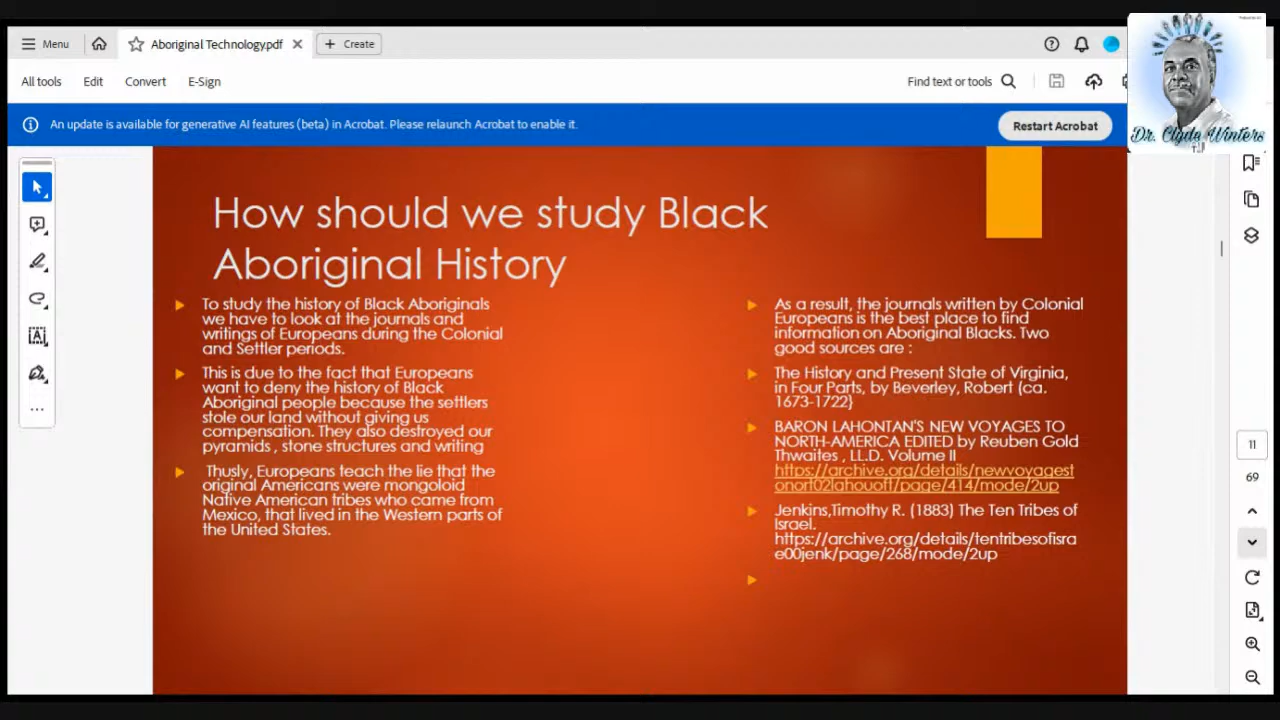 Menu
Aboriginal Technology.pdf
Create
All tools
Edit
Convert
E-Sign
Find text or tools
An update is available for generative AI features (beta) in Acrobat. Please relaunch Acrobat to enable it.
Restart Acrobat
Dr. Clyde Winters
How should we study Black
Aboriginal History
To study the history of Black Aboriginals
we have to look at the journals and
writings of Europeans during the Colonial
and Settler periods.
This is due to the fact that Europeans
want to deny the history of Black
Aboriginal people because the settlers
stole our land without giving us
compensation. They also destroyed our
pyramids , stone structures and writing
Thusly, Europeans teach the lie that the
original Americans were mongoloid
Native American tribes who came from
Mexico, that lived in the Western parts of
the United States.
As a result, the journals written by Colonial
Europeans is the best place to find
information on Aboriginal Blacks. Two
good sources are :
The History and Present State of Virginia,
in Four Parts, by Beverley, Robert (ca.
1673-1722}
BARON LAHONTAN'S NEW VOYAGES TO
NORTH-AMERICA EDITED by Reuben Gold
Thwaites , LL.D. Volume II
https://archive.org/details/newvoyagest
onort02lahouoft/page/414/mode/2up
Jenkins,Timothy R. (1883) The Ten Tribes of
Israel.
https://archive.org/details/tentribesofisra
e00jenk/page/268/mode/2up
11
69